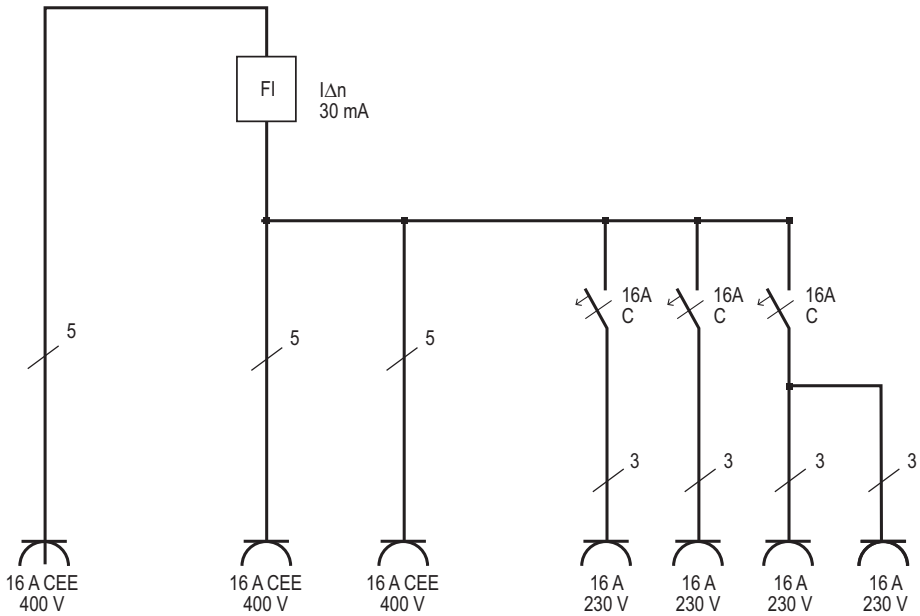 FI
IΔn
30 mA
5
5
5
16A
C
16A
C
16A
C
3
3
3
3
16 A CEE
400 V
16 A CEE
400 V
16 A CEE
400 V
16 A
230 V
16 A
230 V
16 A
230 V
16 A
230 V